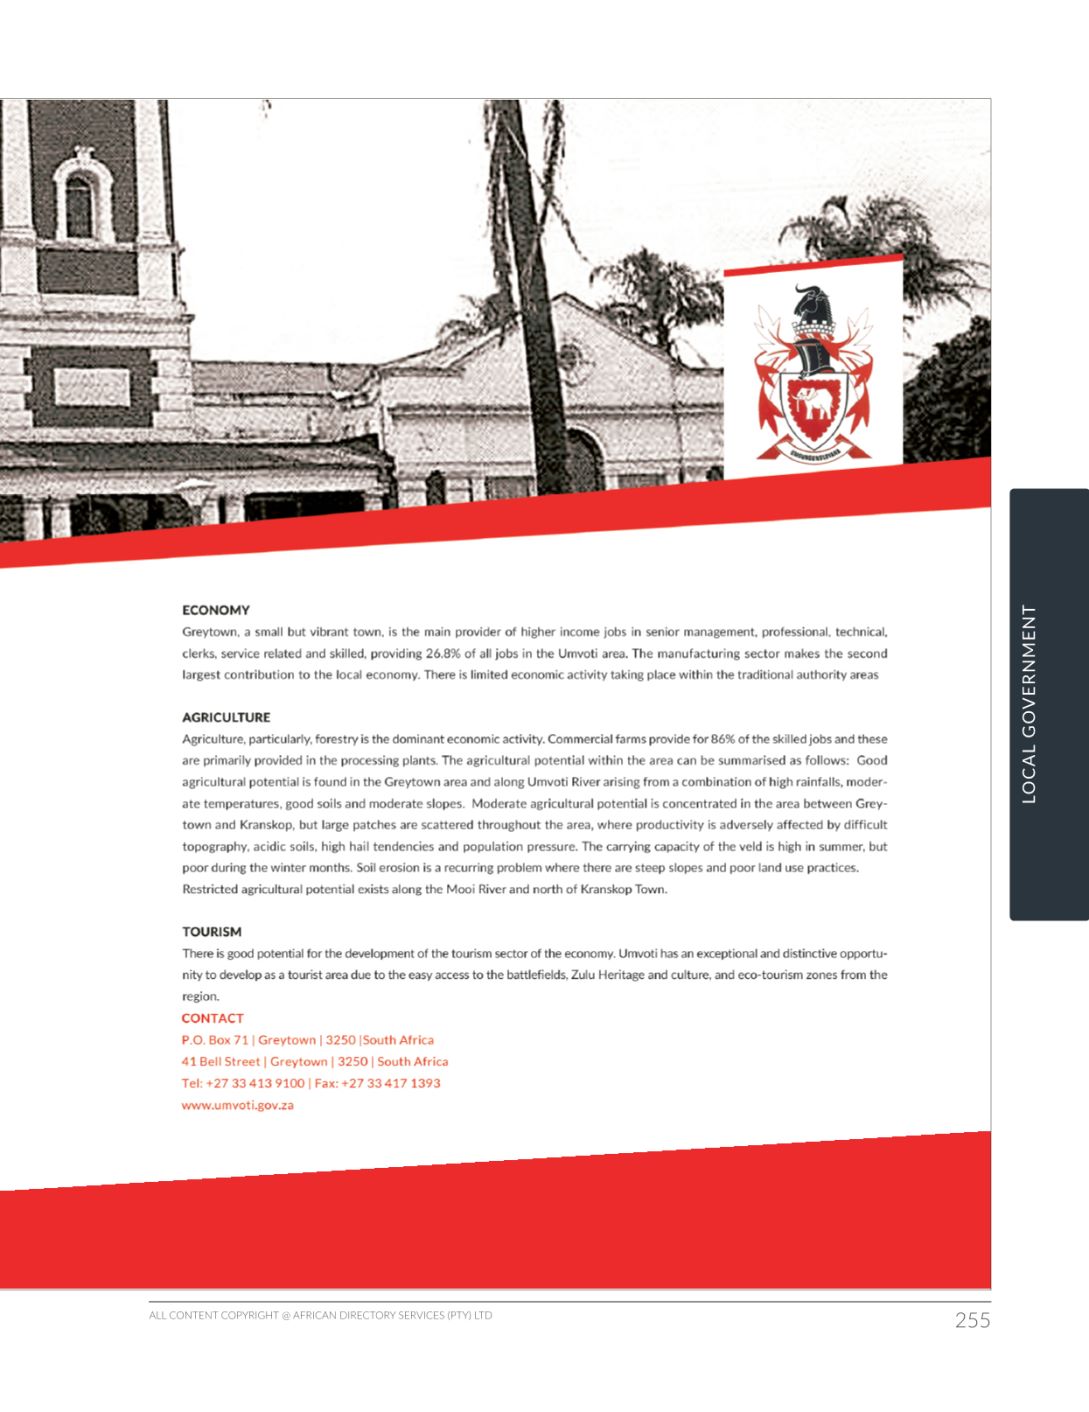 ECONOMY
Greytown, a small but vibrant town, is the main provider of higher income jobs in senior management, professional, technical,
clerks, service related and skilled, providing 26.8% of all jobs in the Umvoti area. The manufacturing sector makes the second
largest contribution to the local economy. There is limited economic activity taking place within the traditional authority areas
AGRICULTURE
Agriculture, particularly, forestry is the dominant economic activity. Commercial farms provide for 86% of the skilled jobs and these
are primarily provided in the processing plants. The agricultural potential within the area can be summarised as follows:  Good
agricultural potential is found in the Greytown area and along Umvoti River arising from a combination of high rainfalls, moder-
ate temperatures, good soils and moderate slopes.  Moderate agricultural potential is concentrated in the area between Grey-
town and Kranskop, but large patches are scattered throughout the area, where productivity is adversely affected by difficult
topography, acidic soils, high hail tendencies and population pressure. The carrying capacity of the veld is high in summer, but
poor during the winter months. Soil erosion is a recurring problem where there are steep slopes and poor land use practices.
Restricted agricultural potential exists along the Mooi River and north of Kranskop Town.
TOURISM
There is good potential for the development of the tourism sector of the economy. Umvoti has an exceptional and distinctive opportu-
nity to develop as a tourist area due to the easy access to the battlefields, Zulu Heritage and culture, and eco-tourism zones from the
region.
CONTACT
P.O. Box 71 | Greytown | 3250 |South Africa
41 Bell Street | Greytown | 3250 | South Africa
Tel: +27 33 413 9100 | Fax: +27 33 417 1393
www.umvoti.gov.za
LOCAL GOVERNMENT
ALL CONTENT COPYRIGHT @ AFRICAN DIRECTORY SERVICES (PTY) LTD
255